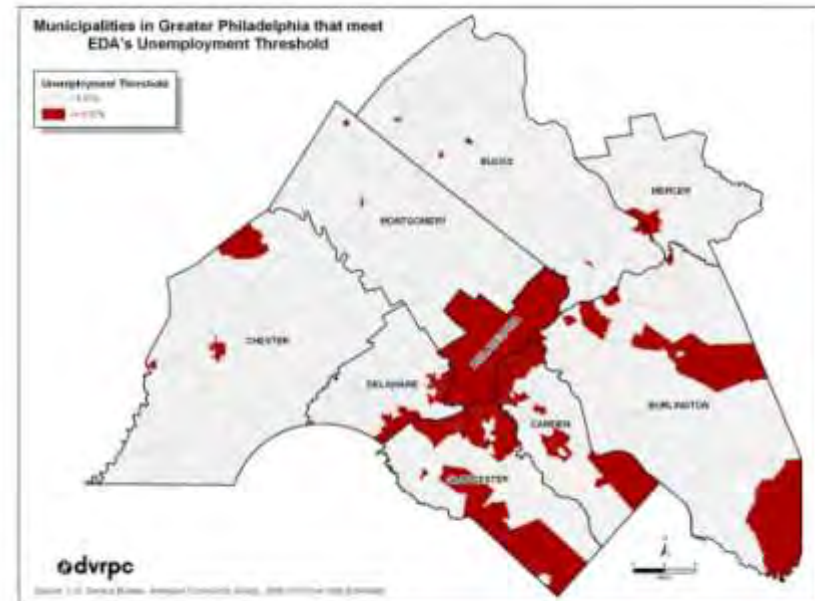 Municipalities in Greater Philadelphia that meet
EDA's Unemployment Threshold
Unemployment Threshold
BUCKS
MERCER
MONTGOMERY
CHESTER
PHILADELPHIA
DELAWARE
BURLINGTON
CAMDEN
GLOUCESTER
dvrpc